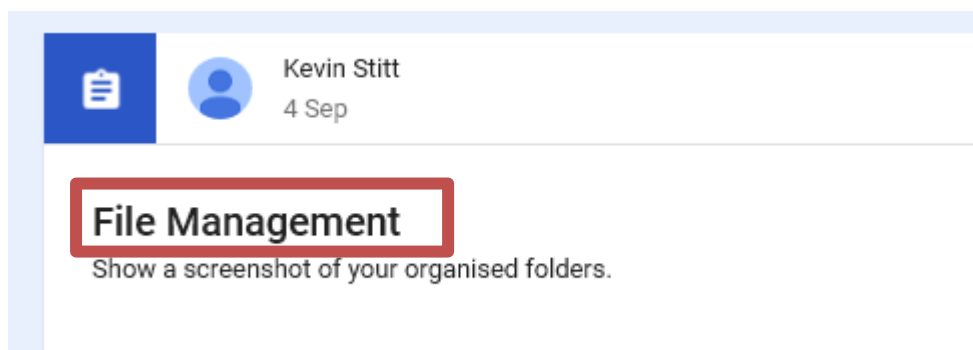 Kevin Stitt
4 Sep
File Management
Show a screenshot of your organised folders.